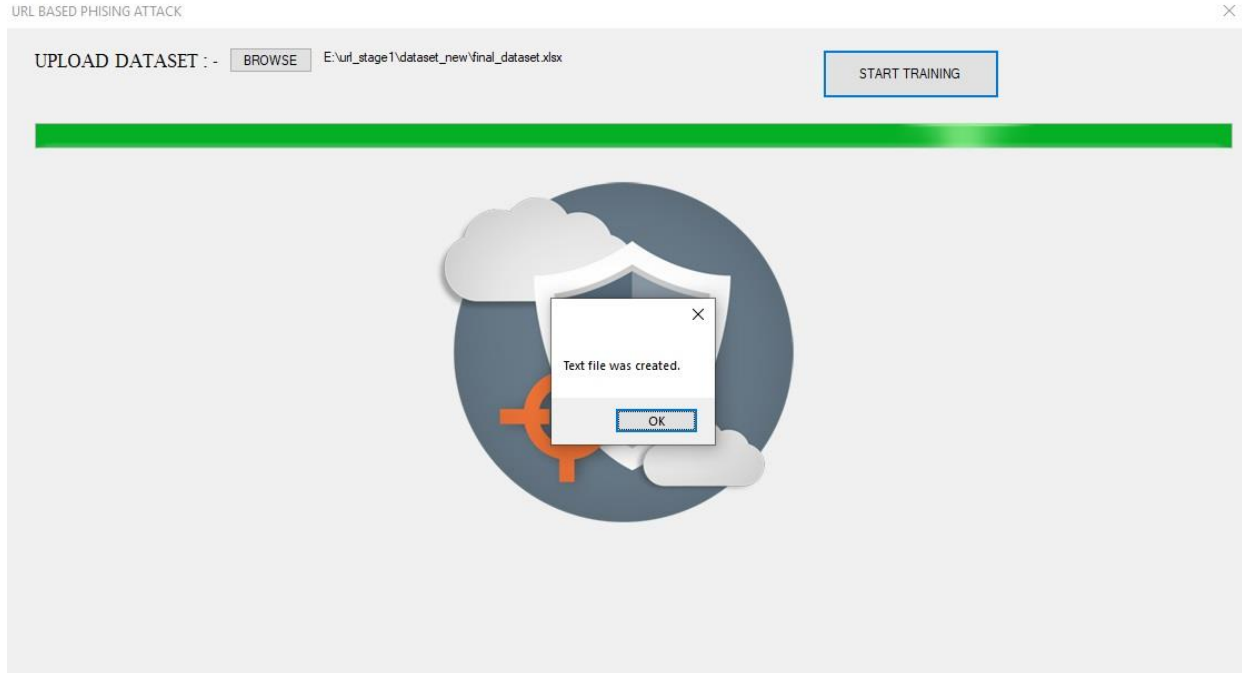 URL BASED PHISING ATTACK
UPLOAD DATASET : - BROWSE E:\url_stage1\dataset_new\final_dataset.xlsx
START TRAINING
Text file was created.
OK